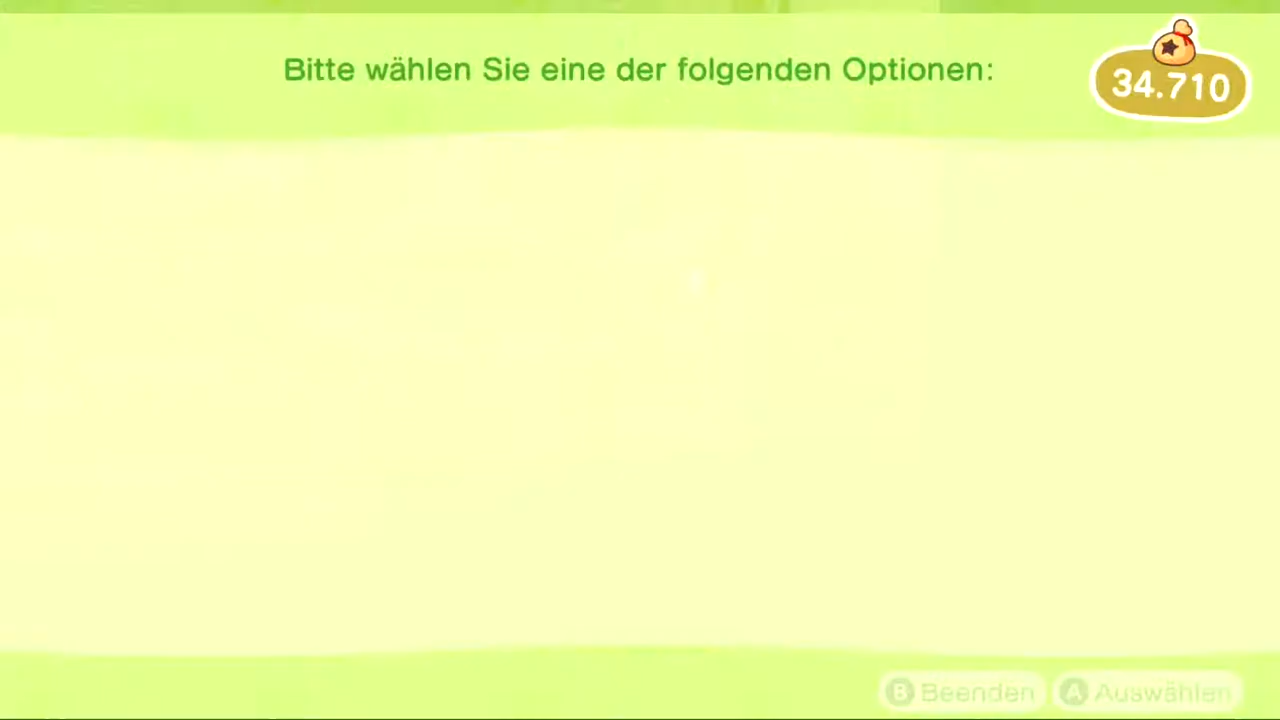 Bitte wählen Sie eine der folgenden Optionen:
34.710
B Beenden A Auswählen